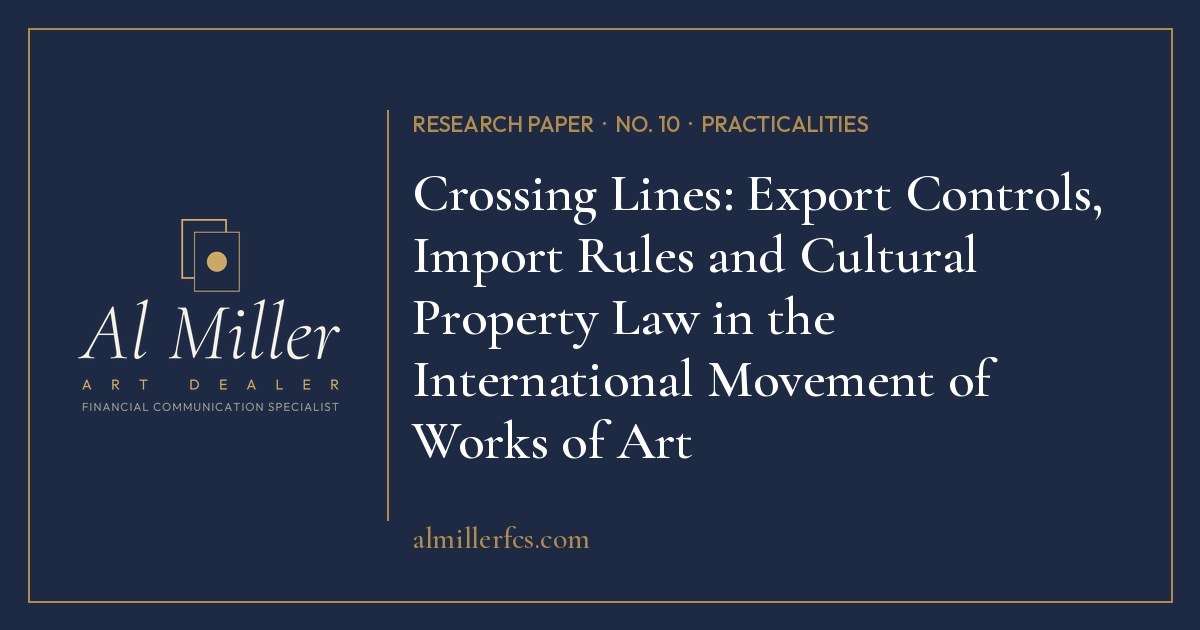 Al Miller
ART DEALER
FINANCIAL COMMUNICATION SPECIALIST
RESEARCH PAPER · NO. 10 · PRACTICALITIES
Crossing Lines: Export Controls,
Import Rules and Cultural
Property Law in the
International Movement of
Works of Art
almillerfcs.com